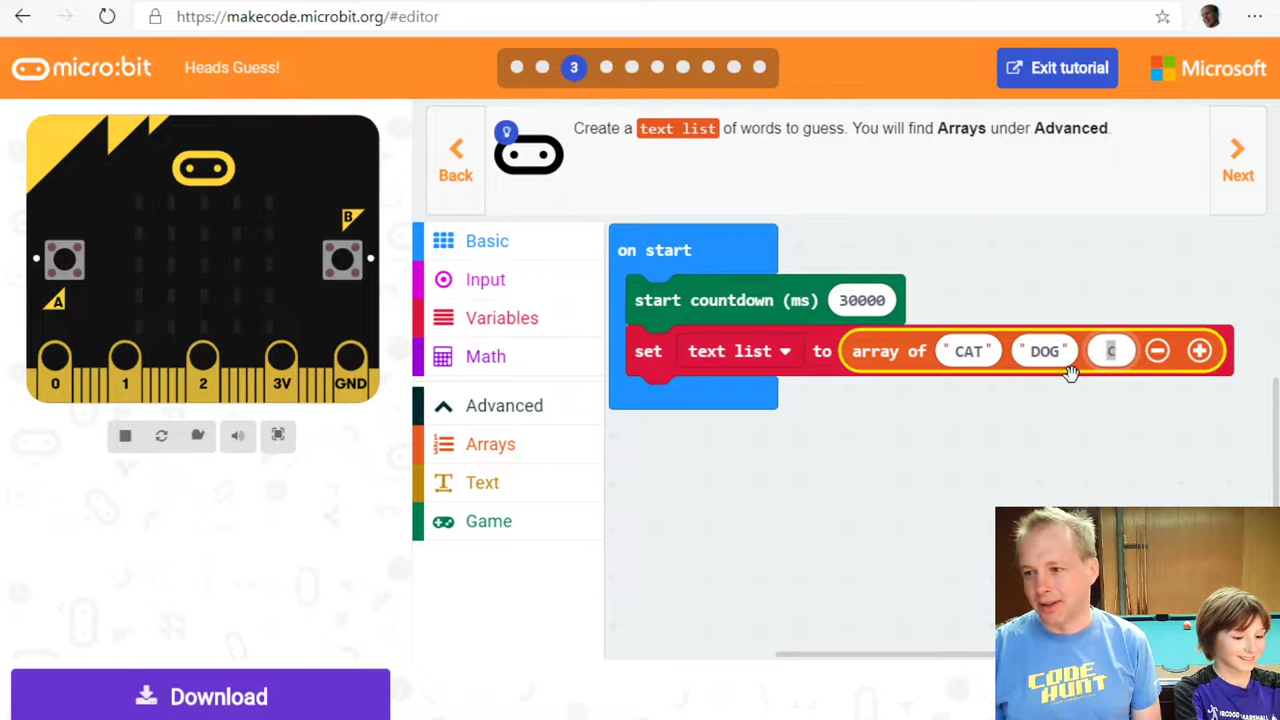 https://makecode.microbit.org/#editor
micro:bit
Heads Guess!
3
Exit tutorial
Microsoft
Back
Create a text list of words to guess. You will find Arrays under Advanced.
Next
A
B
0 1 2 3V GND
Download
Basic
Input
Variables
Math
Advanced
Arrays
Text
Game
on start
start countdown (ms) 30000
set text list to array of "CAT" "DOG" C
CODE
HUNT